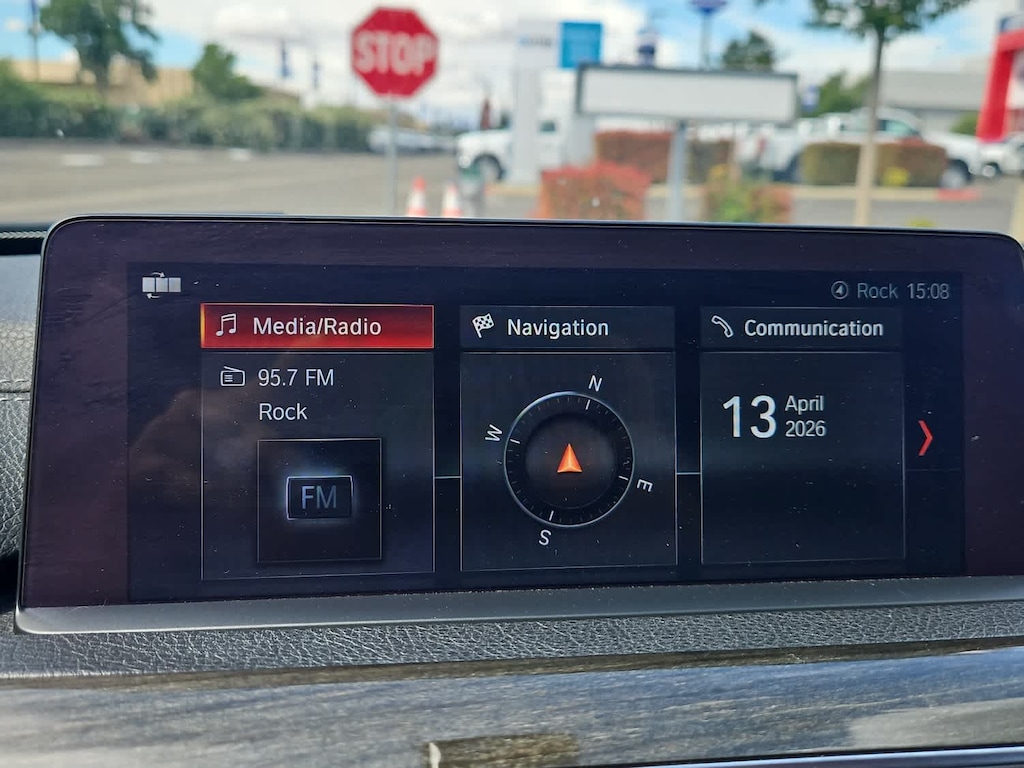 STOP
Rock 15:08
Media/Radio
Navigation
Communication
95.7 FM
Rock
FM
N
W
E
S
13 April
2026